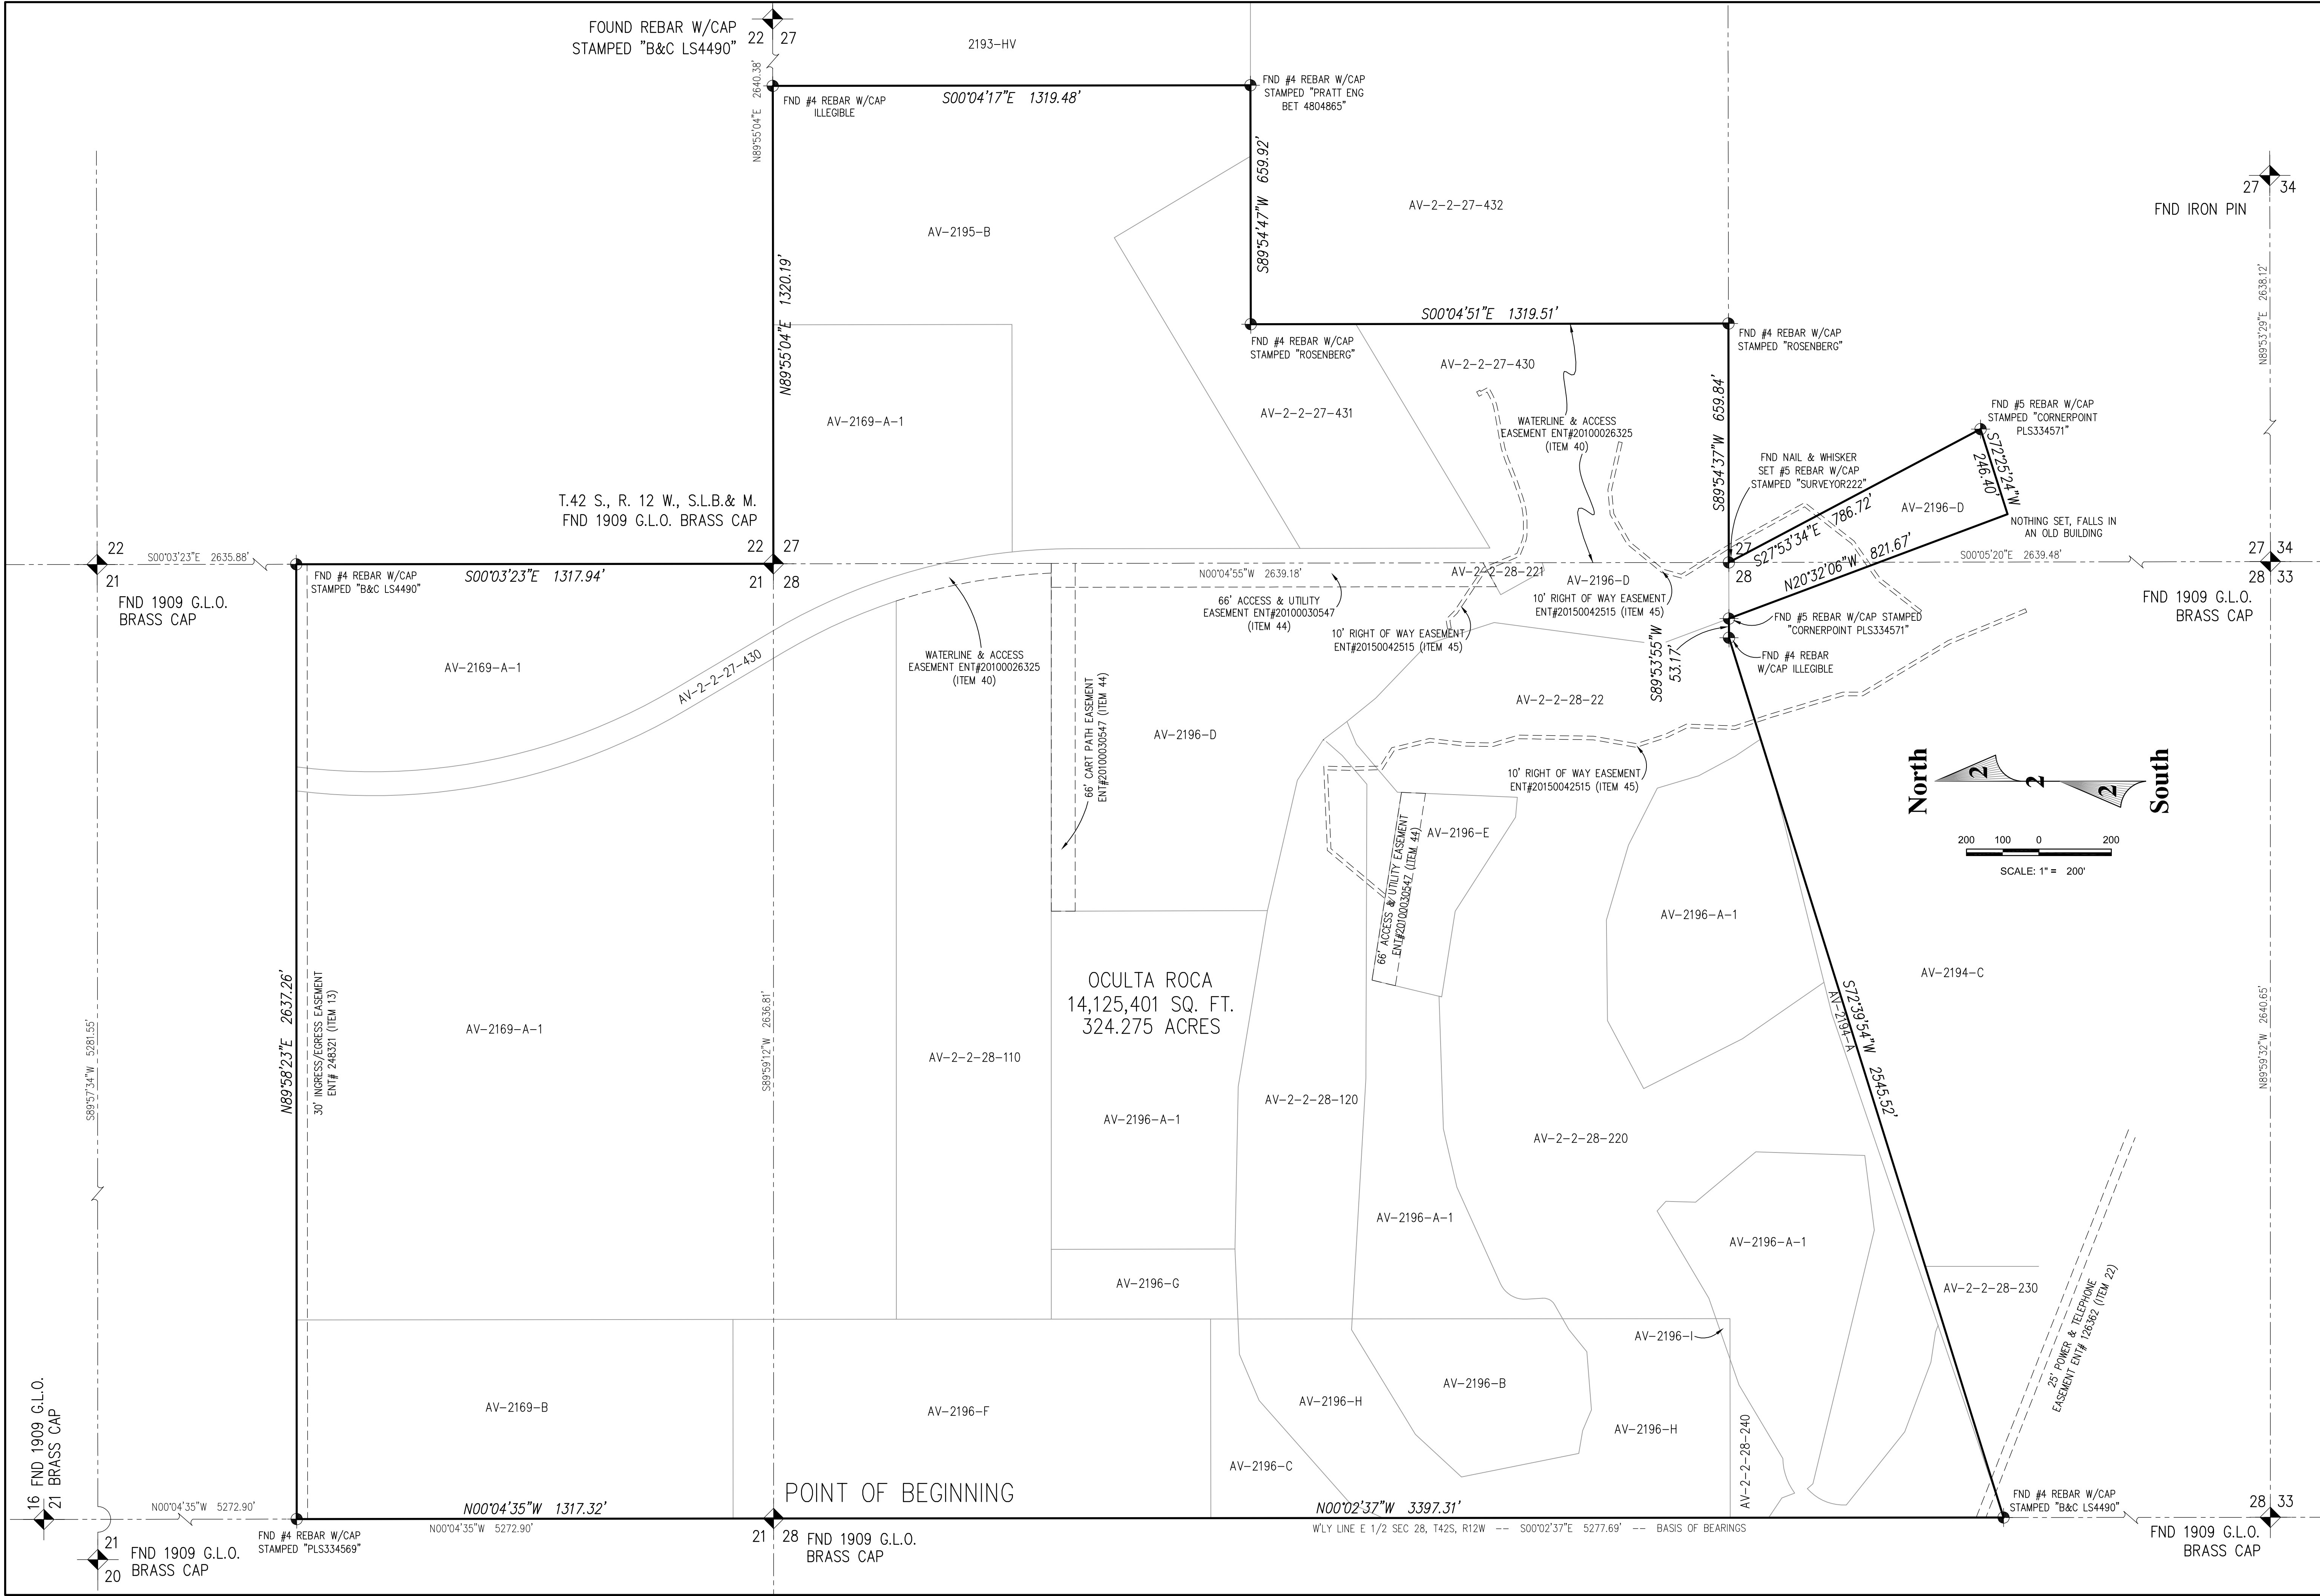 FOUND REBAR W/CAP
STAMPED "B&C LS4490"
22 27
N89°55'04"E 2640.38'
2193-HV
FND #4 REBAR W/CAP
ILLEGIBLE
S00°04'17"E 1319.48'
FND #4 REBAR W/CAP
STAMPED "PRATT ENG
BET 4804865"
S89°54'47"W 659.92'
AV-2-2-27-432
AV-2195-B
27 34
FND IRON PIN
N89°53'29"E 2638.12'
N89°55'04"E 1320.19'
S00°04'51"E 1319.51'
FND #4 REBAR W/CAP
STAMPED "ROSENBERG"
FND #4 REBAR W/CAP
STAMPED "ROSENBERG"
AV-2-2-27-430
AV-2-2-27-431
AV-2169-A-1
WATERLINE & ACCESS
EASEMENT ENT#20100026325
(ITEM 40)
S89°54'37"W 659.84'
FND #5 REBAR W/CAP
STAMPED "CORNERPOINT
PLS334571"
S72°25'24"W
246.40'
FND NAIL & WHISKER
SET #5 REBAR W/CAP
STAMPED "SURVEYOR222"
AV-2196-D
S27°53'34"E 786.72'
NOTHING SET, FALLS IN
AN OLD BUILDING
N20°32'06"W 821.67'
T.42 S., R. 12 W., S.L.B.& M.
FND 1909 G.L.O. BRASS CAP
22 27
21 28
22
21
FND 1909 G.L.O.
BRASS CAP
S00°03'23"E 2635.88'
FND #4 REBAR W/CAP
STAMPED "B&C LS4490"
S00°03'23"E 1317.94'
N00°04'55"W 2639.18'
66' ACCESS & UTILITY
EASEMENT ENT#20100030547
(ITEM 44)
AV-2-2-28-221
AV-2196-D
10' RIGHT OF WAY EASEMENT
ENT#20150042515 (ITEM 45)
27
28
S00°05'20"E 2639.48'
27 34
28 33
FND 1909 G.L.O.
BRASS CAP
10' RIGHT OF WAY EASEMENT
ENT#20150042515 (ITEM 45)
S89°53'55"W
53.17'
FND #5 REBAR W/CAP STAMPED
"CORNERPOINT PLS334571"
FND #4 REBAR
W/CAP ILLEGIBLE
AV-2169-A-1
AV-2-2-27-430
WATERLINE & ACCESS
EASEMENT ENT#20100026325
(ITEM 40)
66' CART PATH EASEMENT
ENT#20100030547 (ITEM 44)
AV-2196-D
AV-2-2-28-22
10' RIGHT OF WAY EASEMENT
ENT#20150042515 (ITEM 45)
North
2
2
2
South
200 100 0 200
SCALE: 1" = 200'
66' ACCESS & UTILITY EASEMENT
ENT#20100030547 (ITEM 44)
AV-2196-E
AV-2196-A-1
AV-2194-C
S72°39'54"W 2545.52'
AV-2194-A
N89°58'23"E 2637.26'
30' INGRESS/EGRESS EASEMENT
ENT# 248321 (ITEM 13)
S89°57'34"W 5281.55'
AV-2169-A-1
S89°59'12"W 2636.81'
OCULTA ROCA
14,125,401 SQ. FT.
324.275 ACRES
N89°59'32"W 2640.65'
AV-2-2-28-110
AV-2196-A-1
AV-2-2-28-120
AV-2-2-28-220
AV-2196-A-1
AV-2196-A-1
AV-2196-G
AV-2-2-28-230
25' POWER & TELEPHONE
EASEMENT ENT# 126362 (ITEM 22)
AV-2196-I
AV-2169-B
AV-2196-F
AV-2196-H
AV-2196-B
AV-2196-H
AV-2196-C
AV-2-2-28-240
16 FND 1909 G.L.O.
21 BRASS CAP
N00°04'35"W 5272.90'
21
20
FND 1909 G.L.O.
BRASS CAP
FND #4 REBAR W/CAP
STAMPED "PLS334569"
N00°04'35"W 1317.32'
N00°04'35"W 5272.90'
POINT OF BEGINNING
21 28
FND 1909 G.L.O.
BRASS CAP
N00°02'37"W 3397.31'
W'LY LINE E 1/2 SEC 28, T42S, R12W -- S00°02'37"E 5277.69' -- BASIS OF BEARINGS
FND #4 REBAR W/CAP
STAMPED "B&C LS4490"
28 33
FND 1909 G.L.O.
BRASS CAP